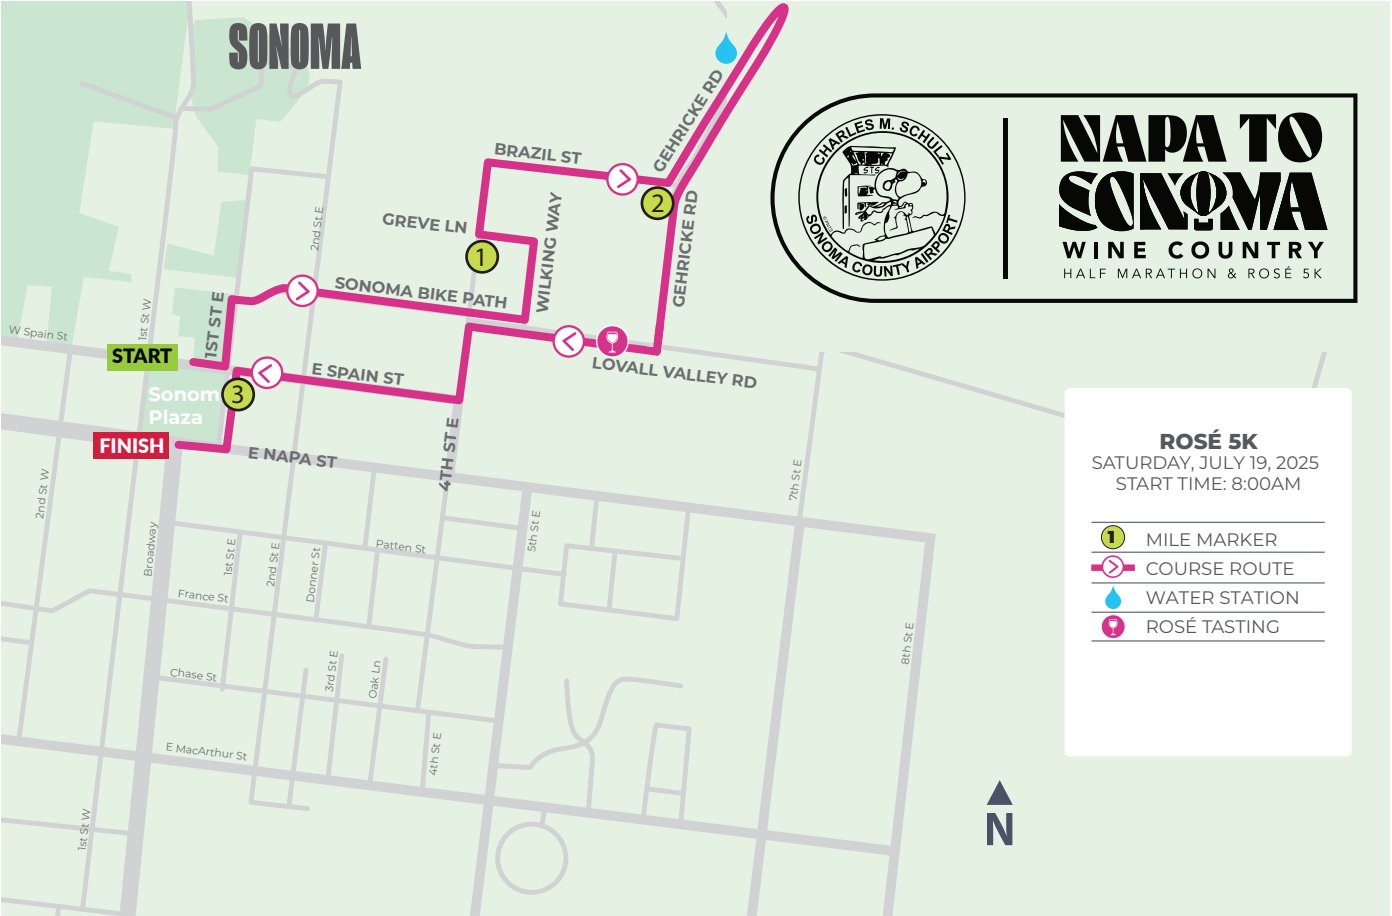 SONOMA
GEHRICKE RD
BRAZIL ST
2
GREVE LN
1
WILKING WAY
GEHRICKE RD
2nd St E
SONOMA BIKE PATH
1ST ST E
1st St W
W Spain St
START
LOVALL VALLEY RD
E SPAIN ST
3
Sonom
Plaza
FINISH
E NAPA ST
4TH ST E
7th St E
2nd St W
Broadway
1st St E
2nd St E
Donner St
Patten St
5th St E
France St
8th St E
Chase St
3rd St E
Oak Ln
E MacArthur St
4th St E
1st St W
CHARLES M. SCHULZ
STS
SONOMA COUNTY AIRPORT
NAPA TO
SONOMA
WINE COUNTRY
HALF MARATHON & ROSÉ 5K
ROSÉ 5K
SATURDAY, JULY 19, 2025
START TIME: 8:00AM
1 MILE MARKER
COURSE ROUTE
WATER STATION
ROSÉ TASTING
N